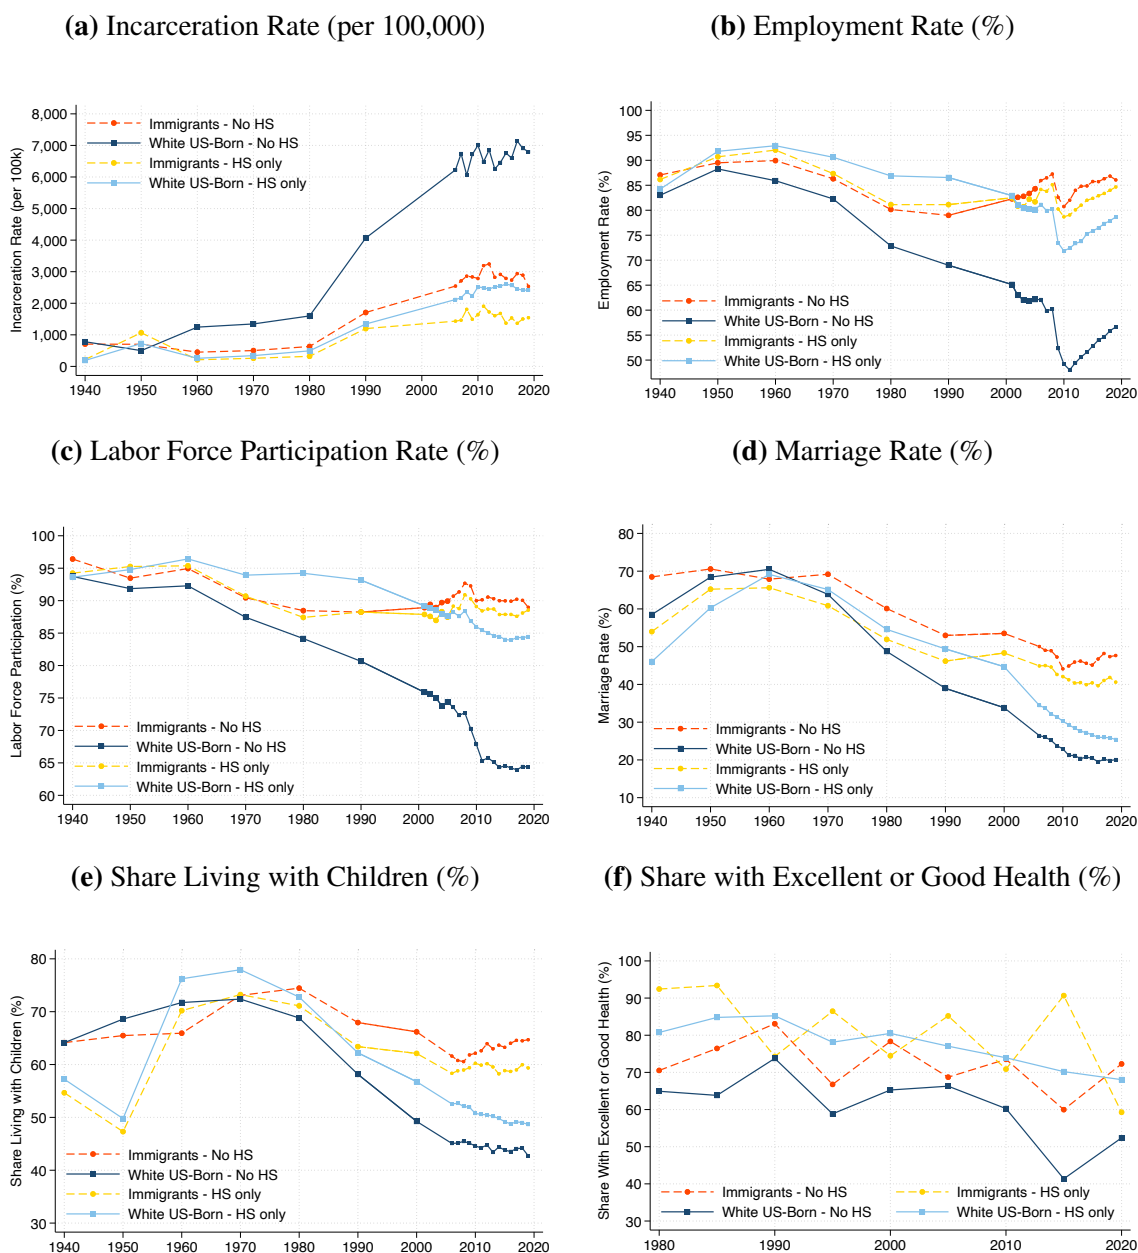 (a) Incarceration Rate (per 100,000)
Incarceration Rate (per 100k)
8,000
7,000
6,000
5,000
4,000
3,000
2,000
1,000
0
Immigrants - No HS
White US-Born - No HS
Immigrants - HS only
White US-Born - HS only
1940 1950 1960 1970 1980 1990 2000 2010 2020
(b) Employment Rate (%)
Employment Rate (%)
100
95
90
85
80
75
70
65
60
55
50
Immigrants - No HS
White US-Born - No HS
Immigrants - HS only
White US-Born - HS only
1940 1950 1960 1970 1980 1990 2000 2010 2020
(c) Labor Force Participation Rate (%)
Labor Force Participation (%)
100
95
90
85
80
75
70
65
60
Immigrants - No HS
White US-Born - No HS
Immigrants - HS only
White US-Born - HS only
1940 1950 1960 1970 1980 1990 2000 2010 2020
(d) Marriage Rate (%)
Marriage Rate (%)
80
70
60
50
40
30
20
10
Immigrants - No HS
White US-Born - No HS
Immigrants - HS only
White US-Born - HS only
1940 1950 1960 1970 1980 1990 2000 2010 2020
(e) Share Living with Children (%)
Share Living with Children (%)
80
70
60
50
40
30
Immigrants - No HS
White US-Born - No HS
Immigrants - HS only
White US-Born - HS only
1940 1950 1960 1970 1980 1990 2000 2010 2020
(f) Share with Excellent or Good Health (%)
Share With Excellent or Good Health (%)
100
90
80
70
60
50
40
30
Immigrants - No HS Immigrants - HS only
White US-Born - No HS White US-Born - HS only
1980 1990 2000 2010 2020